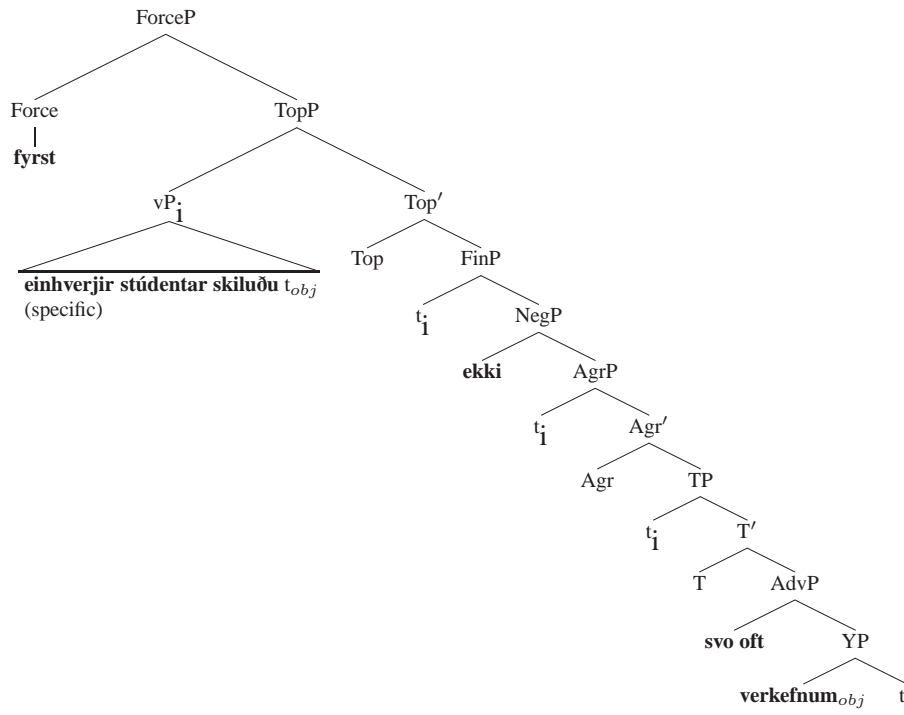 ForceP
Force TopP
fyrst
vPi Top′
Top FinP
einhverjir stúdentar skiluðu tobj
(specific)
ti NegP
ekki AgrP
ti Agr′
Agr TP
ti T′
T AdvP
svo oft YP
verkefnumobj t